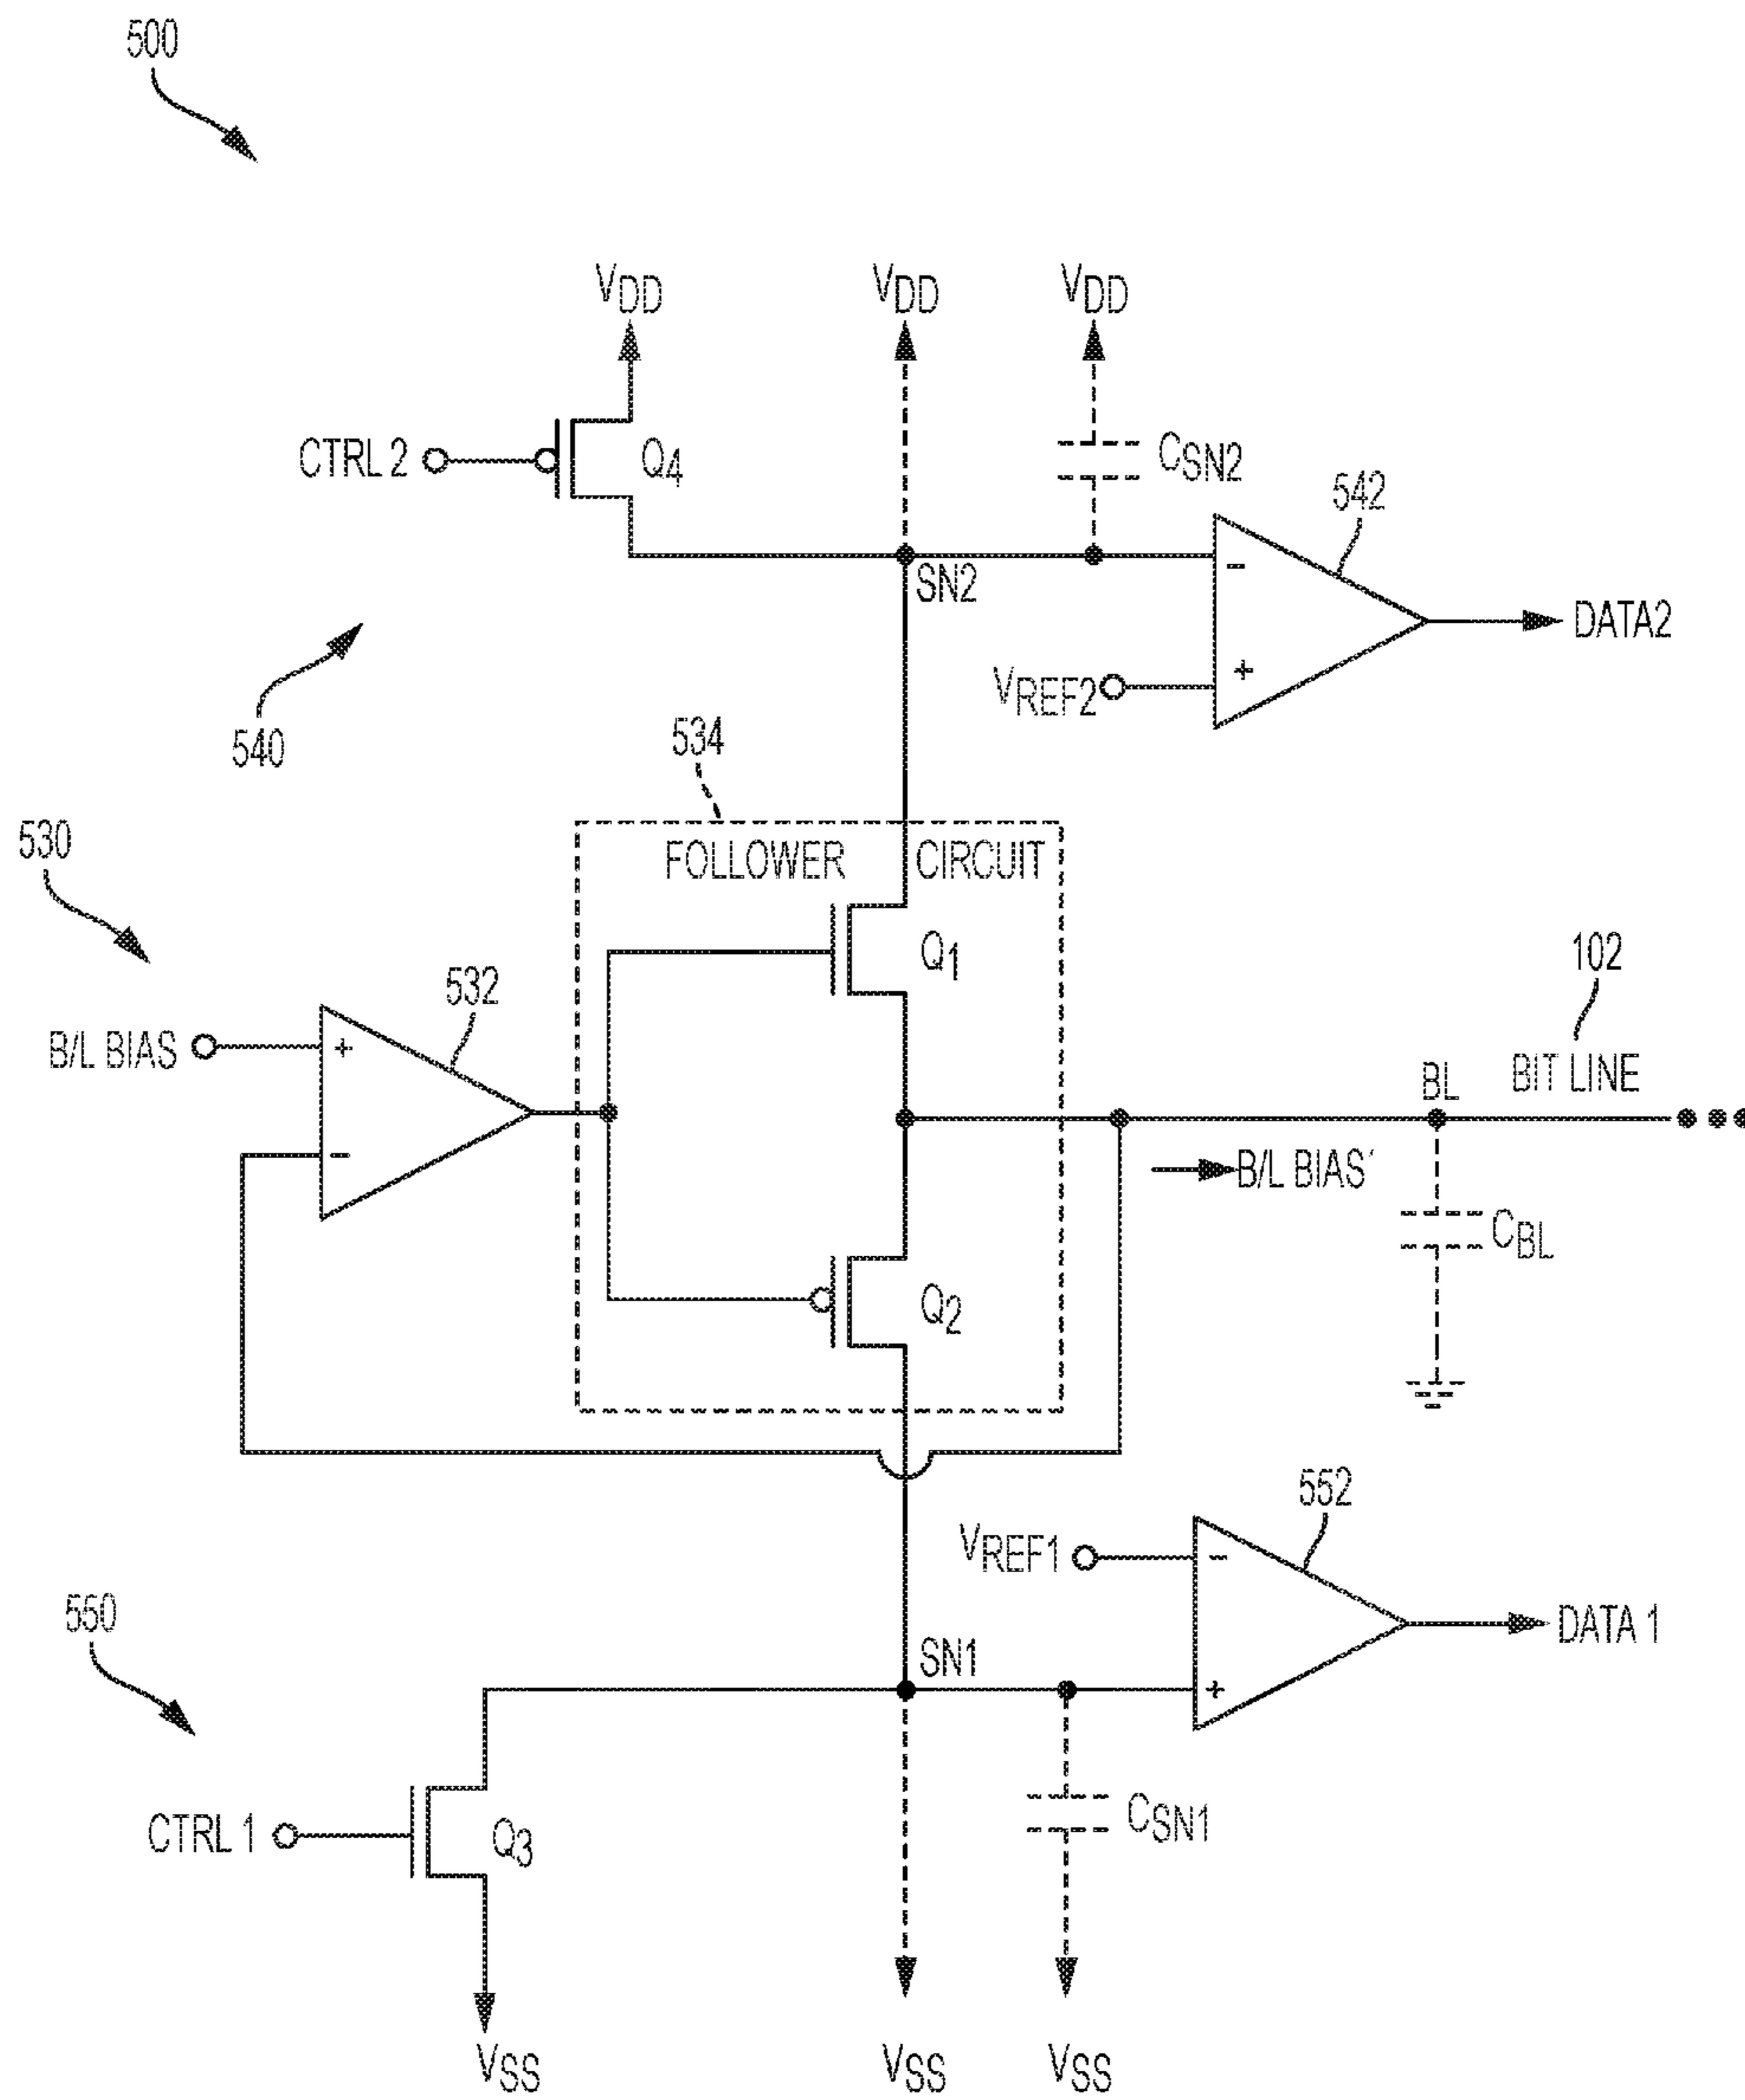 500
VDD VDD VDD
CTRL 2
Q4
CSN2
542
-
SN2
DATA2
+
VREF2
540
534
530
FOLLOWER CIRCUIT
Q1
102
532
B/L BIAS
+
BL
BIT LINE
-
B/L BIAS'
CBL
Q2
552
VREF1
-
550
DATA 1
SN1
+
CTRL 1
Q3
CSN1
VSS VSS VSS